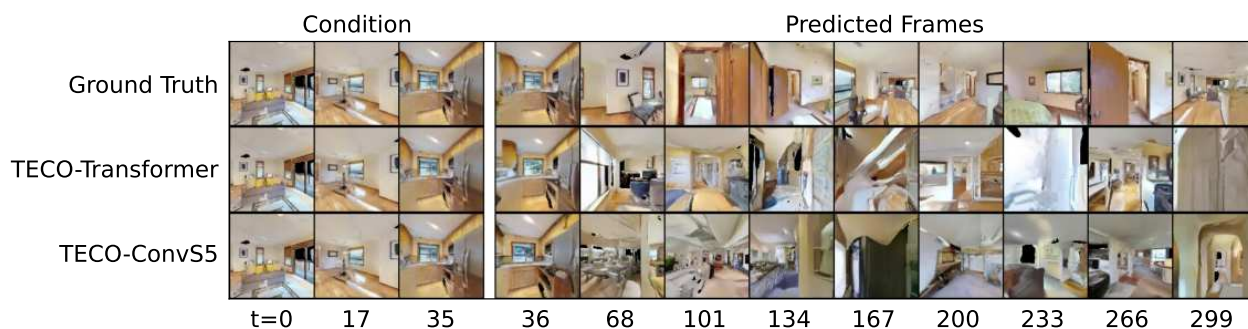 Condition Predicted Frames
Ground Truth
TECO-Transformer
TECO-ConvS5
t=0 17 35 36 68 101 134 167 200 233 266 299